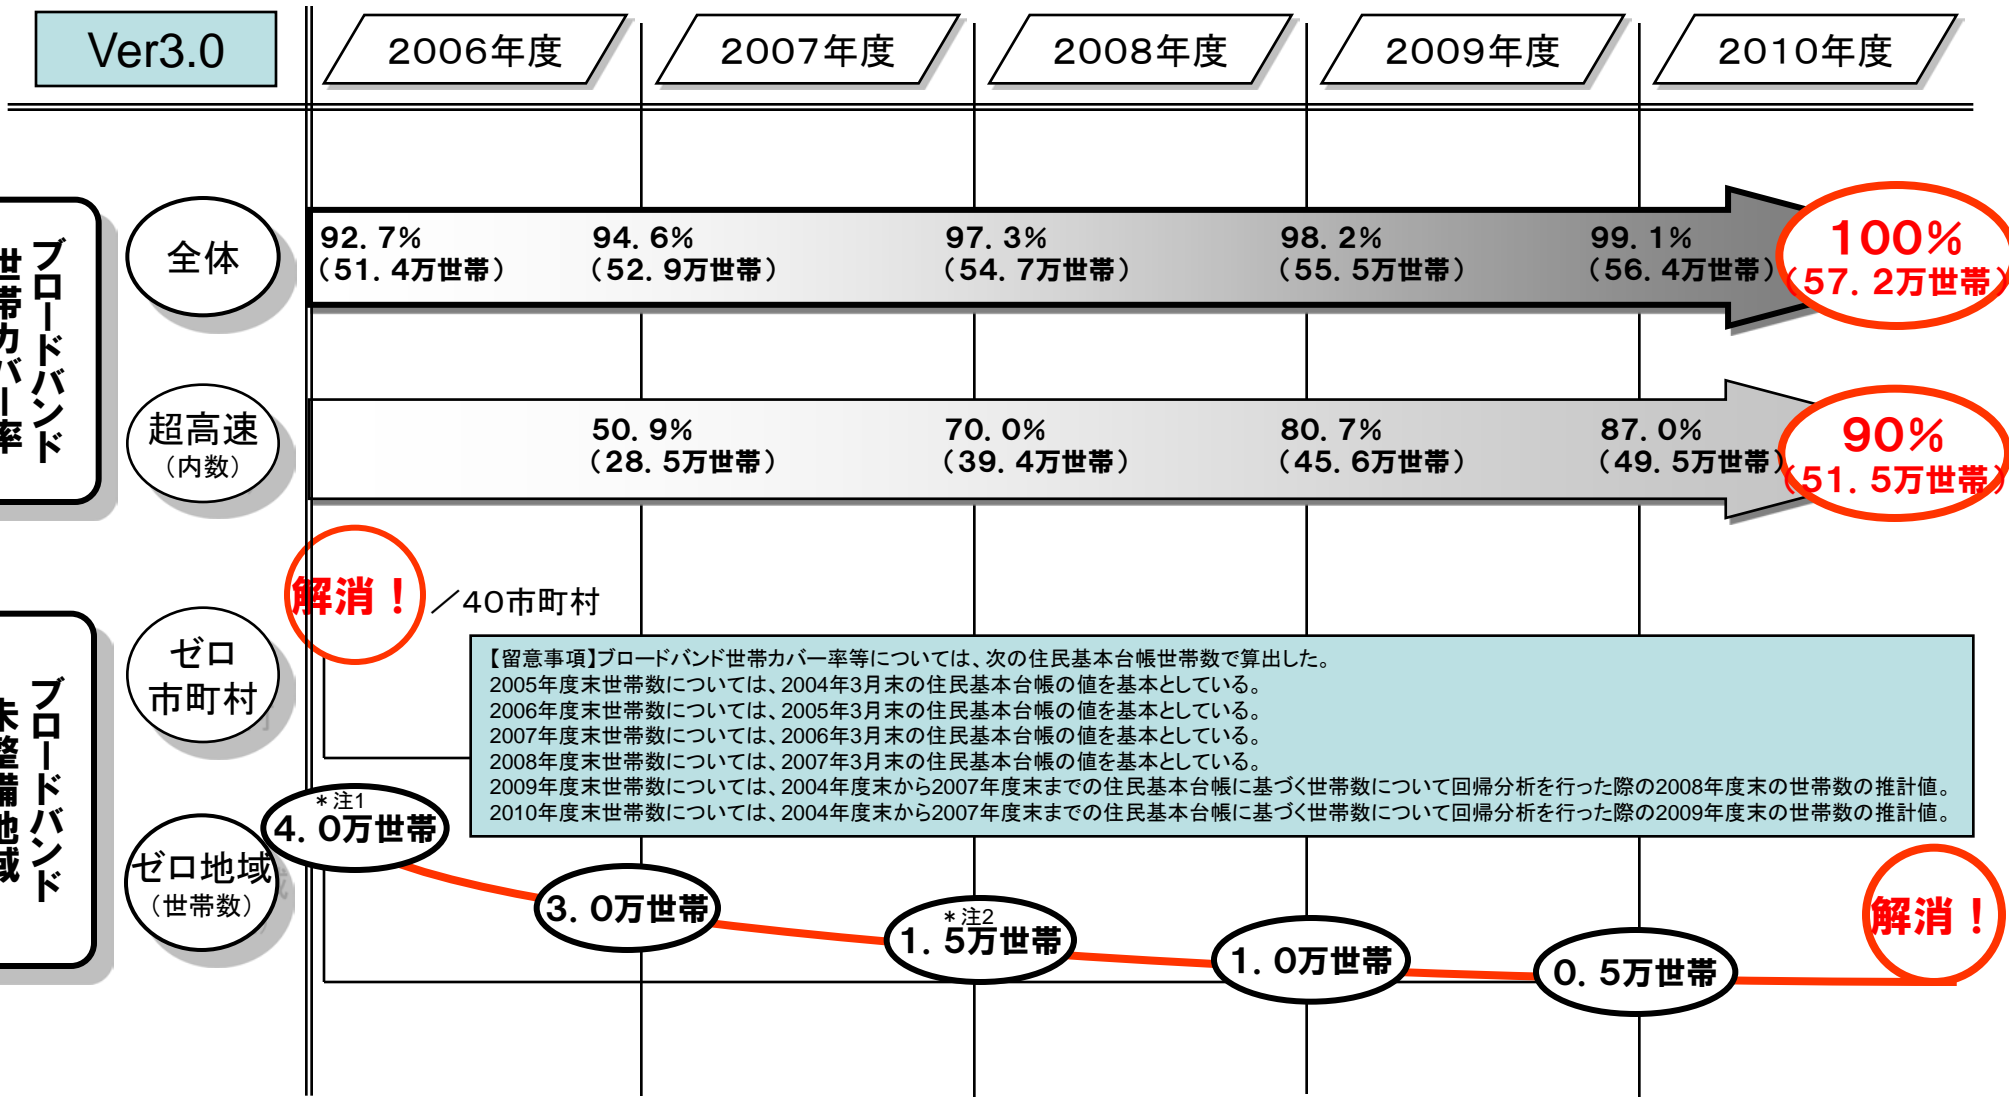 Ver3.0
2006年度
2007年度
2008年度
2009年度
2010年度
ブロードバンド
世帯カバー率
全体
92.7%
(51.4万世帯)
94.6%
(52.9万世帯)
97.3%
(54.7万世帯)
98.2%
(55.5万世帯)
99.1%
(56.4万世帯)
100%
(57.2万世帯)
超高速
(内数)
50.9%
(28.5万世帯)
70.0%
(39.4万世帯)
80.7%
(45.6万世帯)
87.0%
(49.5万世帯)
90%
(51.5万世帯)
ブロードバンド
未整備地域
ゼロ
市町村
解消!
/40市町村
【留意事項】ブロードバンド世帯カバー率等については、次の住民基本台帳世帯数で算出した。
2005年度末世帯数については、2004年3月末の住民基本台帳の値を基本としている。
2006年度末世帯数については、2005年3月末の住民基本台帳の値を基本としている。
2007年度末世帯数については、2006年3月末の住民基本台帳の値を基本としている。
2008年度末世帯数については、2007年3月末の住民基本台帳の値を基本としている。
2009年度末世帯数については、2004年度末から2007年度末までの住民基本台帳に基づく世帯数について回帰分析を行った際の2008年度末の世帯数の推計値。
2010年度末世帯数については、2004年度末から2007年度末までの住民基本台帳に基づく世帯数について回帰分析を行った際の2009年度末の世帯数の推計値。
ゼロ地域
(世帯数)
*注1
4.0万世帯
3.0万世帯
*注2
1.5万世帯
1.0万世帯
0.5万世帯
解消!